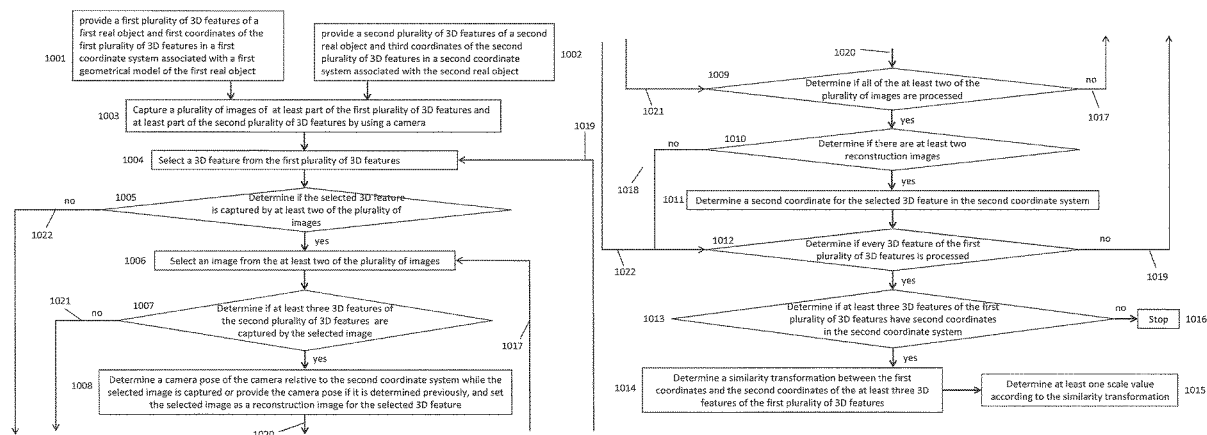 provide a first plurality of 3D features of a
first real object and first coordinates of the
first plurality of 3D features in a first
coordinate system associated with a first
geometrical model of the first real object
1001
provide a second plurality of 3D features of a second
real object and third coordinates of the second
plurality of 3D features in a second coordinate
system associated with the second real object
1002
1003
Capture a plurality of images of at least part of the first plurality of 3D features and
at least part of the second plurality of 3D features by using a camera
1019
1004
Select a 3D feature from the first plurality of 3D features
no
1005
Determine if the selected 3D feature
is captured by at least two of the plurality of
images
1022
yes
1006
Select an image from the at least two of the plurality of images
1021
no
1007
Determine if at least three 3D features of
the second plurality of 3D features are
captured by the selected image
1017
yes
1008
Determine a camera pose of the camera relative to the second coordinate system while the
selected image is captured or provide the camera pose if it is determined previously, and set
the selected image as a reconstruction image for the selected 3D feature
1020
1020
1009
Determine if all of the at least two of the
plurality of images are processed
no
1021
1017
yes
1010
no
Determine if there are at least two
reconstruction images
1018
yes
1011
Determine a second coordinate for the selected 3D feature in the second coordinate system
1012
Determine if every 3D feature of the first
plurality of 3D features is processed
no
1022
1019
yes
1013
Determine if at least three 3D features of the first
plurality of 3D features have second coordinates
in the second coordinate system
no
Stop
1016
yes
1014
Determine a similarity transformation between the first
coordinates and the second coordinates of the at least three 3D
features of the first plurality of 3D features
Determine at least one scale value
according to the similarity transformation
1015